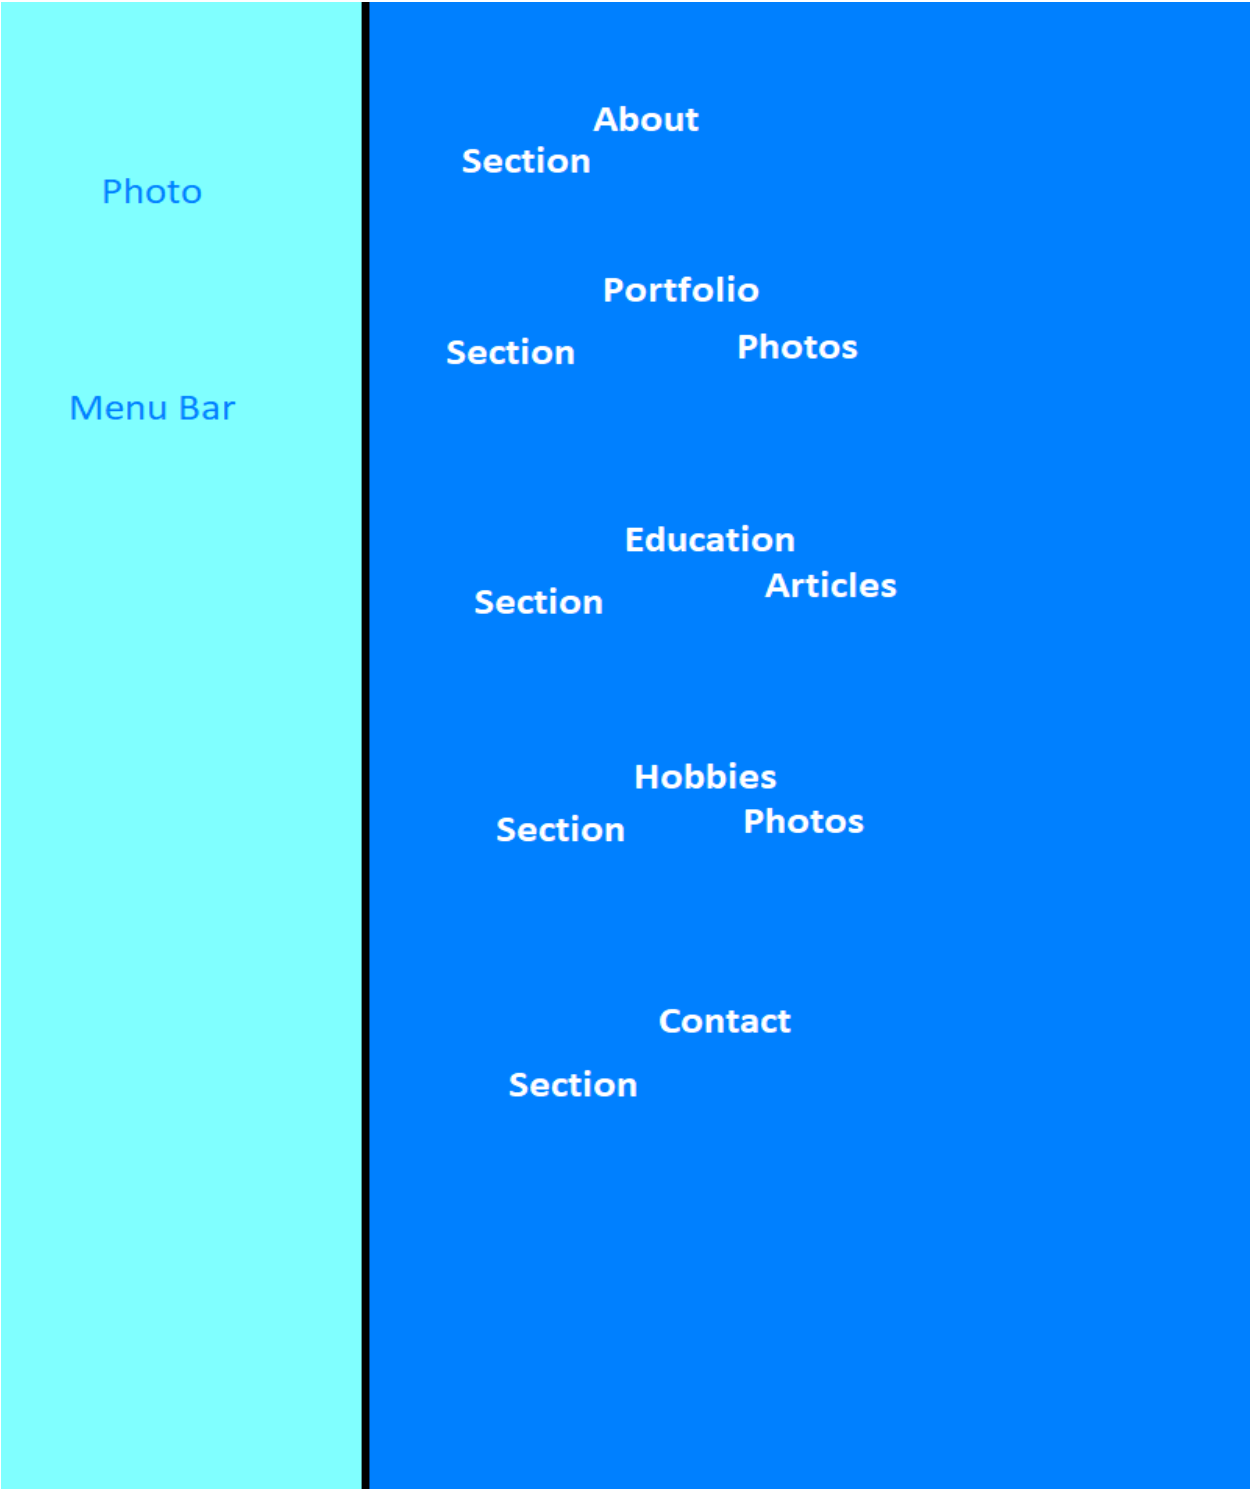 Photo
Menu Bar
About
Section
Portfolio
Section Photos
Education
Section Articles
Hobbies
Section Photos
Contact
Section